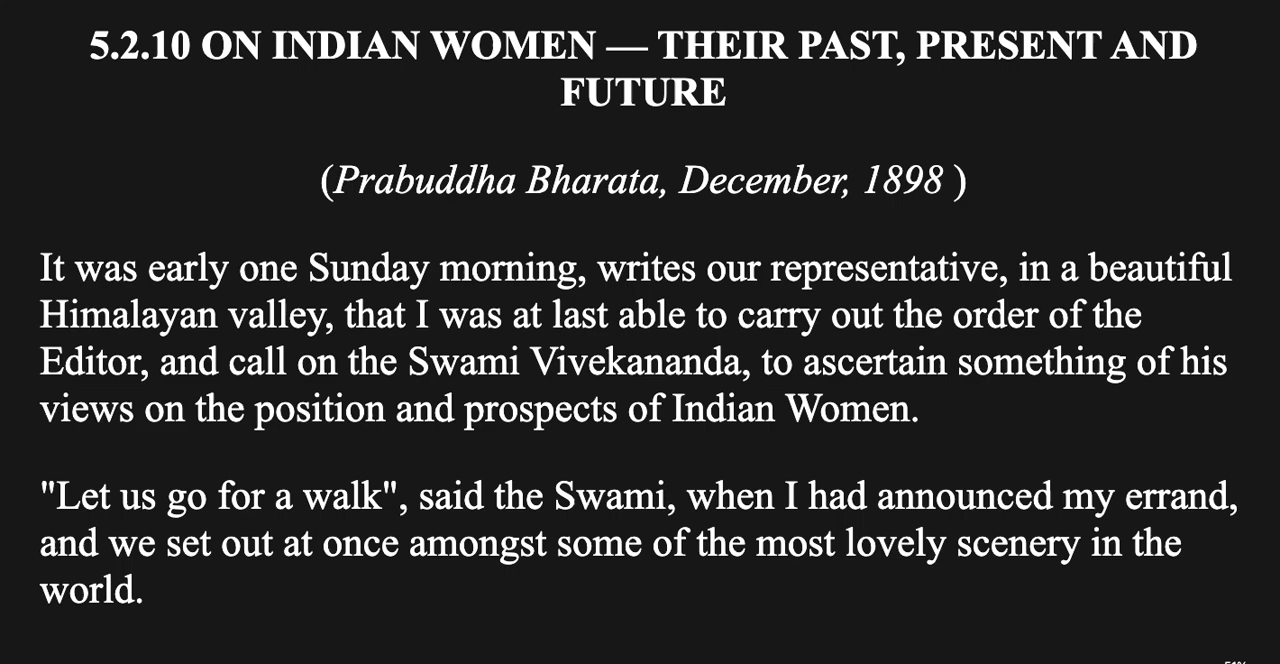 5.2.10 ON INDIAN WOMEN — THEIR PAST, PRESENT AND
FUTURE
(Prabuddha Bharata, December, 1898 )
It was early one Sunday morning, writes our representative, in a beautiful
Himalayan valley, that I was at last able to carry out the order of the
Editor, and call on the Swami Vivekananda, to ascertain something of his
views on the position and prospects of Indian Women.
"Let us go for a walk", said the Swami, when I had announced my errand,
and we set out at once amongst some of the most lovely scenery in the
world.